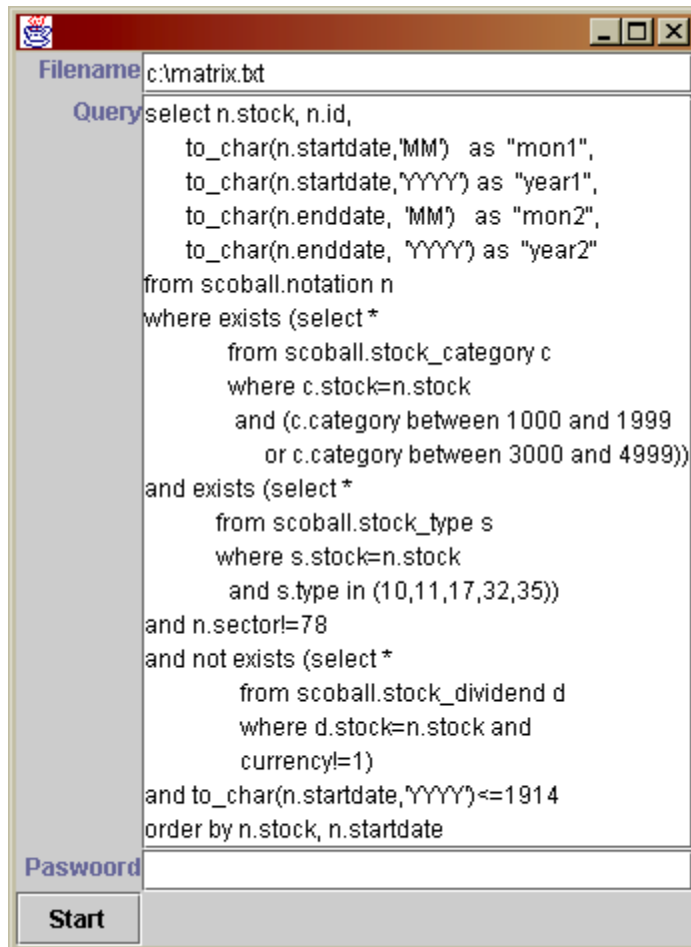 Filename c:\matrix.txt
Query select n.stock, n.id,
to_char(n.startdate,'MM') as "mon1",
to_char(n.startdate,'YYYY') as "year1",
to_char(n.enddate, 'MM') as "mon2",
to_char(n.enddate, 'YYYY') as "year2"
from scoball.notation n
where exists (select *
from scoball.stock_category c
where c.stock=n.stock
and (c.category between 1000 and 1999
or c.category between 3000 and 4999))
and exists (select *
from scoball.stock_type s
where s.stock=n.stock
and s.type in (10,11,17,32,35))
and n.sector!=78
and not exists (select *
from scoball.stock_dividend d
where d.stock=n.stock and
currency!=1)
and to_char(n.startdate,'YYYY')<=1914
order by n.stock, n.startdate
Paswoord
Start